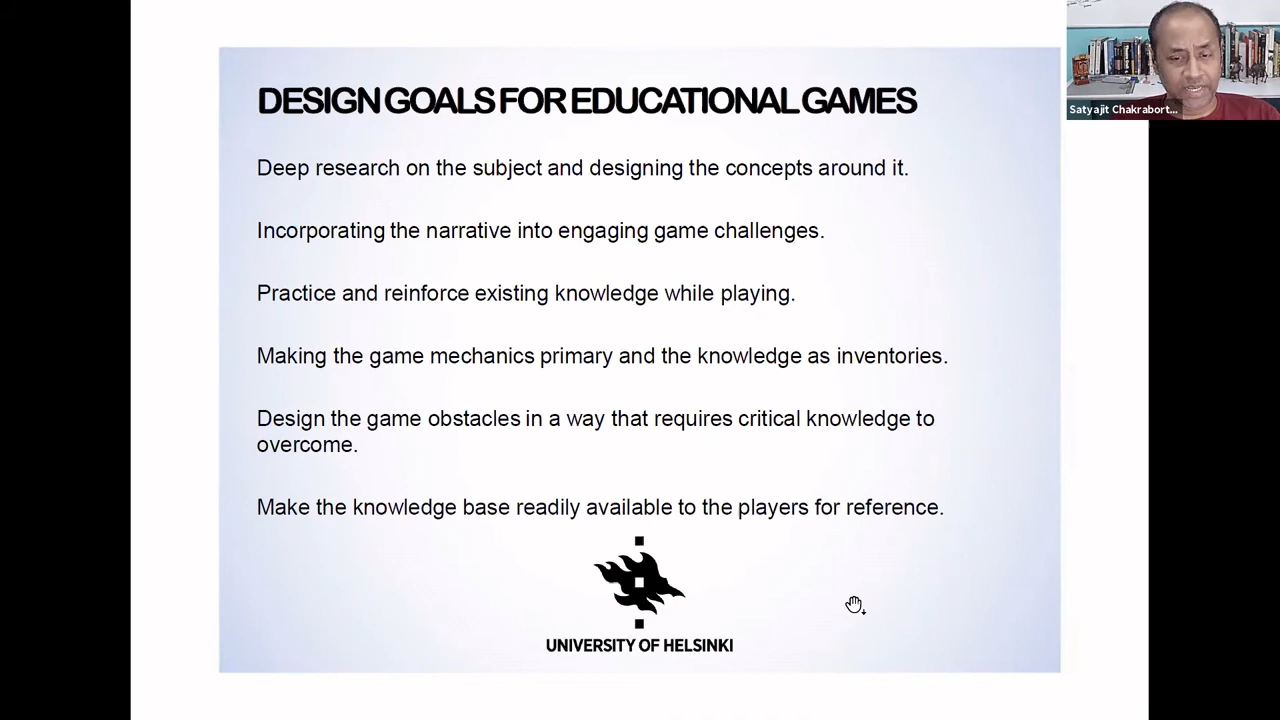 DESIGN GOALS FOR EDUCATIONAL GAMES
Satyajit Chakrabort...
Deep research on the subject and designing the concepts around it.
Incorporating the narrative into engaging game challenges.
Practice and reinforce existing knowledge while playing.
Making the game mechanics primary and the knowledge as inventories.
Design the game obstacles in a way that requires critical knowledge to
overcome.
Make the knowledge base readily available to the players for reference.
UNIVERSITY OF HELSINKI